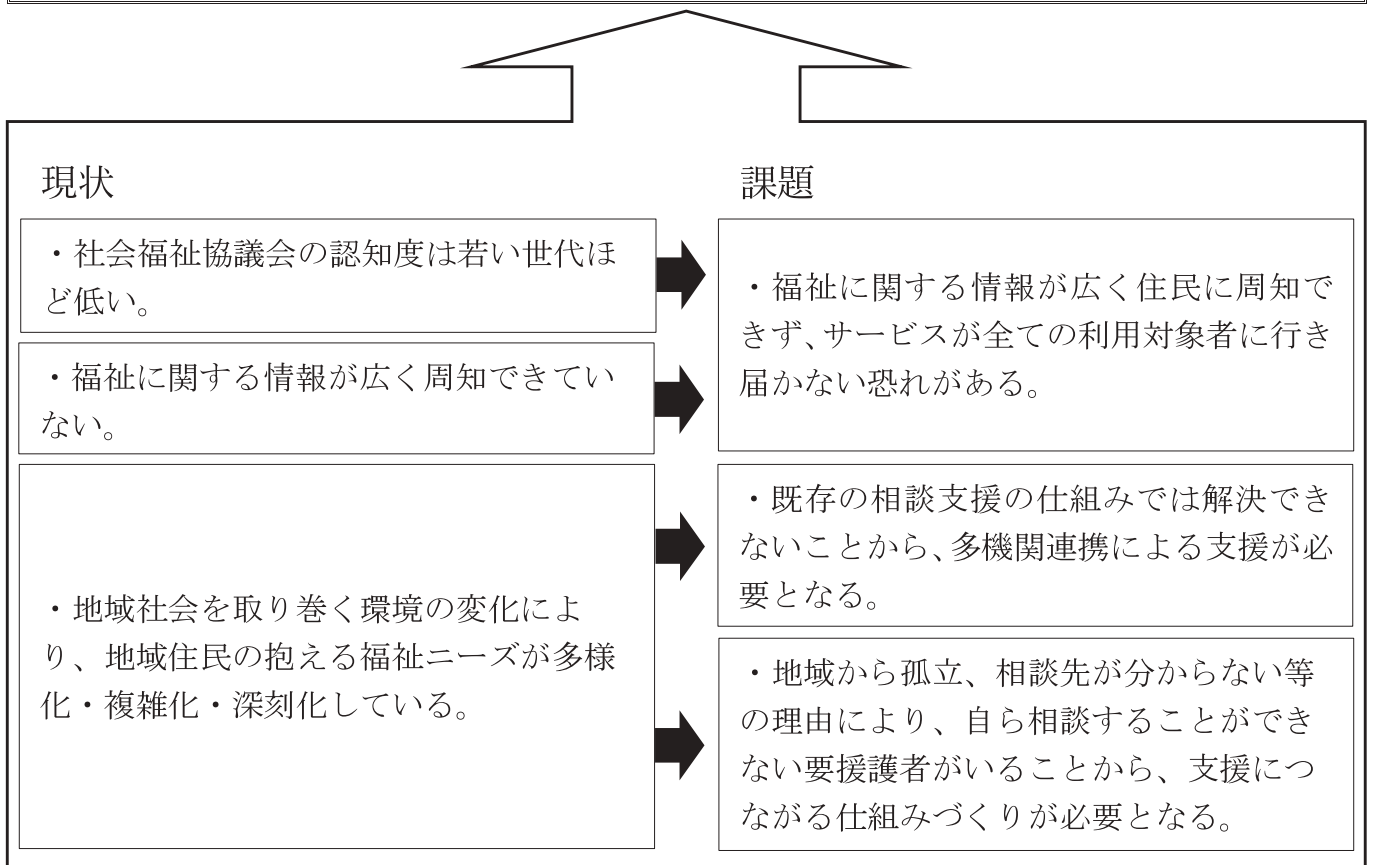 現状
・社会福祉協議会の認知度は若い世代ほ
ど低い。
・福祉に関する情報が広く周知できてい
ない。
・地域社会を取り巻く環境の変化によ
り、地域住民の抱える福祉ニーズが多様
化・複雑化・深刻化している。
課題
・福祉に関する情報が広く住民に周知で
きず、サービスが全ての利用対象者に行き
届かない恐れがある。
・既存の相談支援の仕組みでは解決でき
ないことから、多機関連携による支援が必
要となる。
・地域から孤立、相談先が分からない等
の理由により、自ら相談することができ
ない要援護者がいることから、支援につ
ながる仕組みづくりが必要となる。